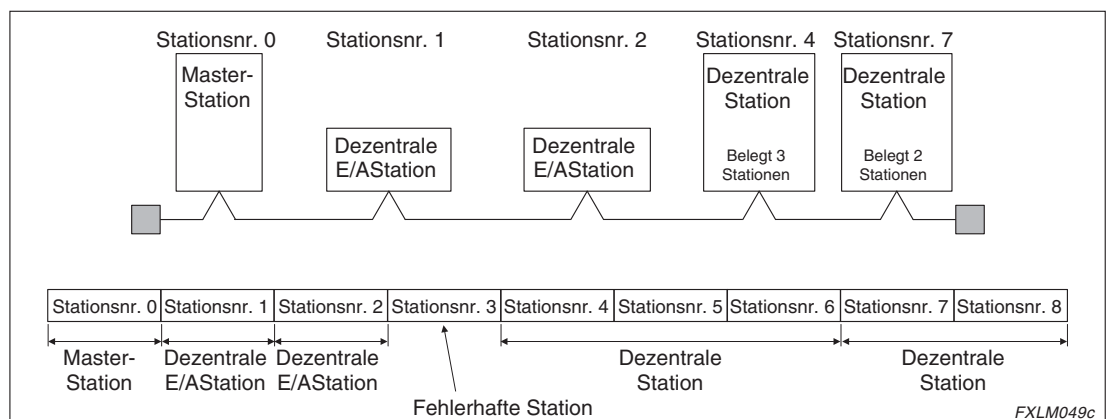 Stationsnr. 0 Stationsnr. 1 Stationsnr. 2 Stationsnr. 4 Stationsnr. 7
Master-
Station
Dezentrale
E/AStation
Dezentrale
E/AStation
Dezentrale
Station
Belegt 3
Stationen
Dezentrale
Station
Belegt 2
Stationen
Stationsnr. 0 Stationsnr. 1 Stationsnr. 2 Stationsnr. 3 Stationsnr. 4 Stationsnr. 5 Stationsnr. 6 Stationsnr. 7 Stationsnr. 8
Master-
Station
Dezentrale
E/AStation
Dezentrale
E/AStation
Dezentrale
Station
Dezentrale
Station
Fehlerhafte Station
FXLM049c